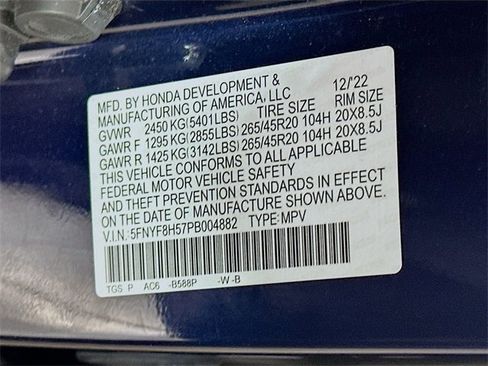 MFD. BY HONDA DEVELOPMENT & 12/'22
MANUFACTURING OF AMERICA, LLC
GVWR 2450 KG(5401LBS) TIRE SIZE RIM SIZE
GAWR F 1295 KG(2855LBS) 265/45R20 104H 20X8.5J
GAWR R 1425 KG(3142LBS) 265/45R20 104H 20X8.5J
THIS VEHICLE CONFORMS TO ALL APPLICABLE
FEDERAL MOTOR VEHICLE SAFETY
AND THEFT PREVENTION STANDARDS IN EFFECT
ON THE DATE OF MANUFACTURE SHOWN ABOVE.
V.I.N. 5FNYF8H57PB004882 TYPE: MPV
TGS P AC6 -B588P -W -B